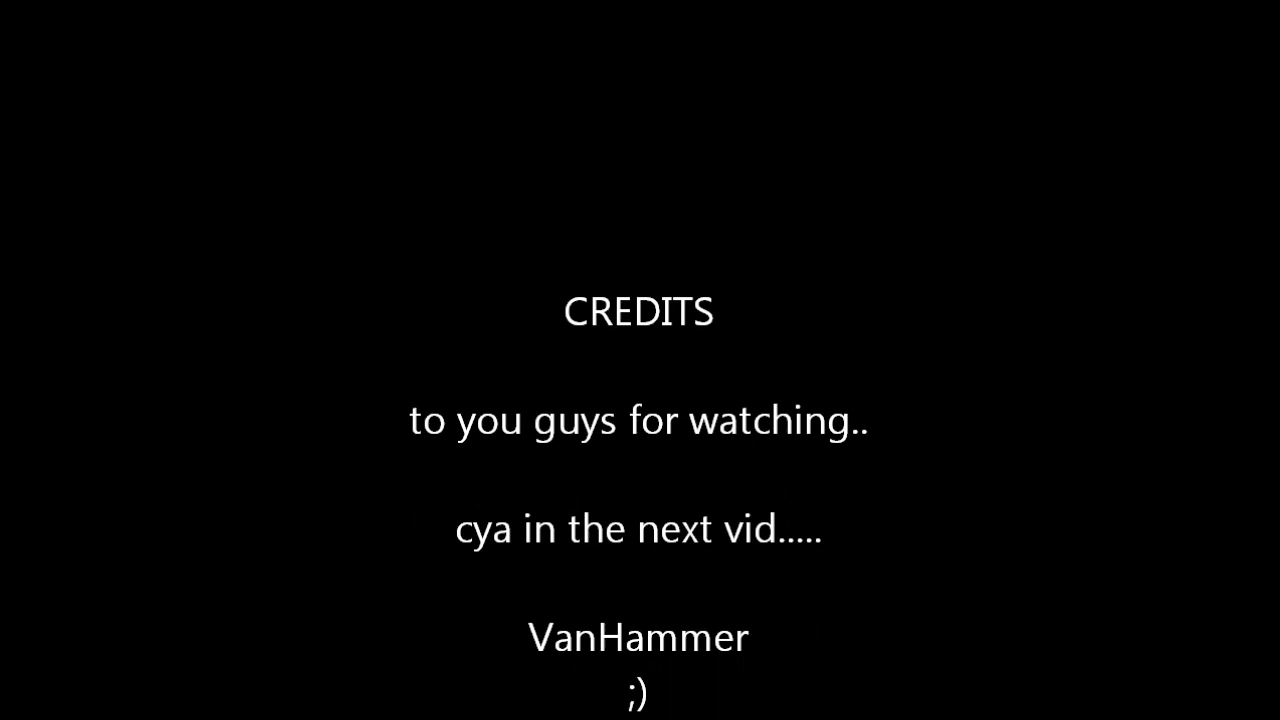 CREDITS
to you guys for watching..
cya in the next vid.....
VanHammer
;)